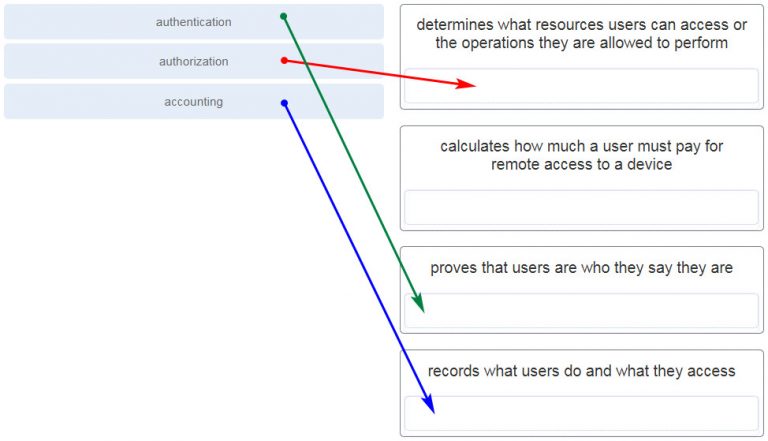 authentication
authorization
accounting
determines what resources users can access or
the operations they are allowed to perform
calculates how much a user must pay for
remote access to a device
proves that users are who they say they are
records what users do and what they access